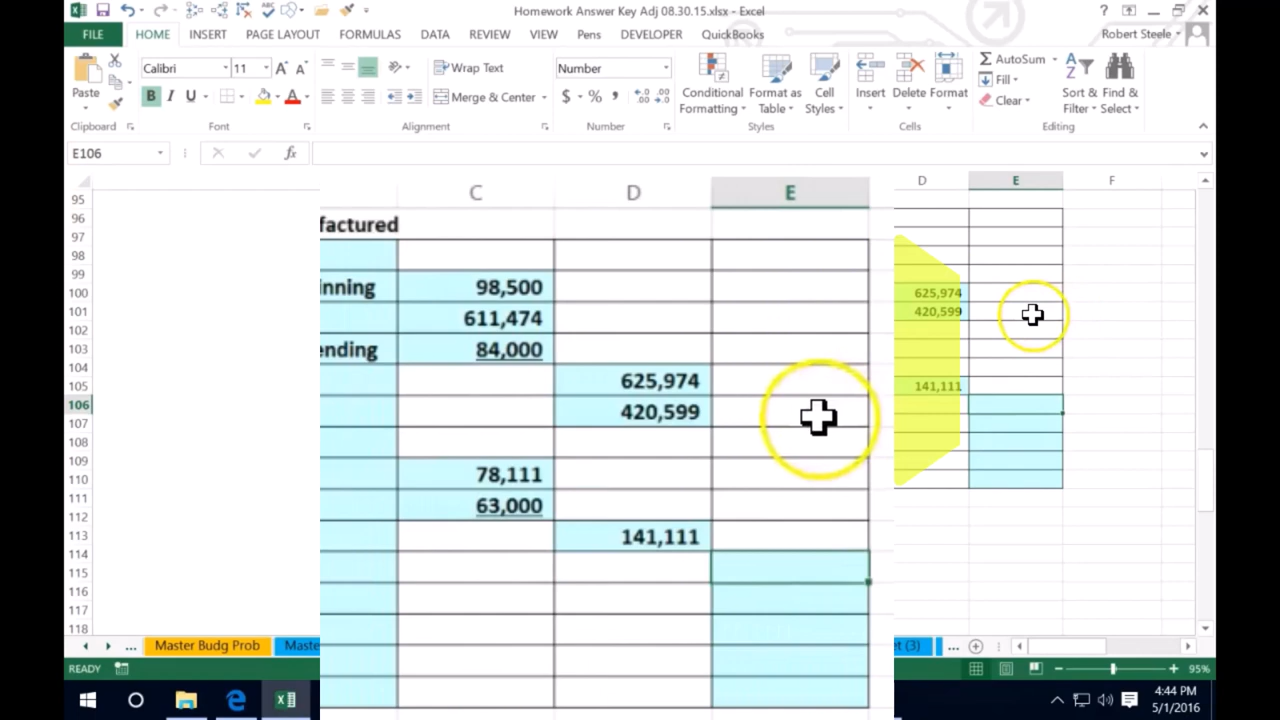 Homework Answer Key Adj 08.30.15.xlsx - Excel
FILE HOME INSERT PAGE LAYOUT FORMULAS DATA REVIEW VIEW Pens DEVELOPER QuickBooks Robert Steele
Calibri 11 Wrap Text Number AutoSum
Paste B I U Merge & Center $ % , Conditional Formatting Format as Table Cell Styles Insert Delete Format Fill Clear Sort & Filter Find & Select
Clipboard Font Alignment Number Styles Cells Editing
E106 fx
C D E D E F
95
96 factured
97
98
99 inning 98,500
100 611,474 625,974
101 420,599
102
103 ending 84,000
104 625,974
105 141,111
106 420,599
107
108
109 78,111
110
111 63,000
112 141,111
113
114
115
116
117
118
... Master Budg Prob Maste et (3) ...
READY 95%
4:44 PM
5/1/2016